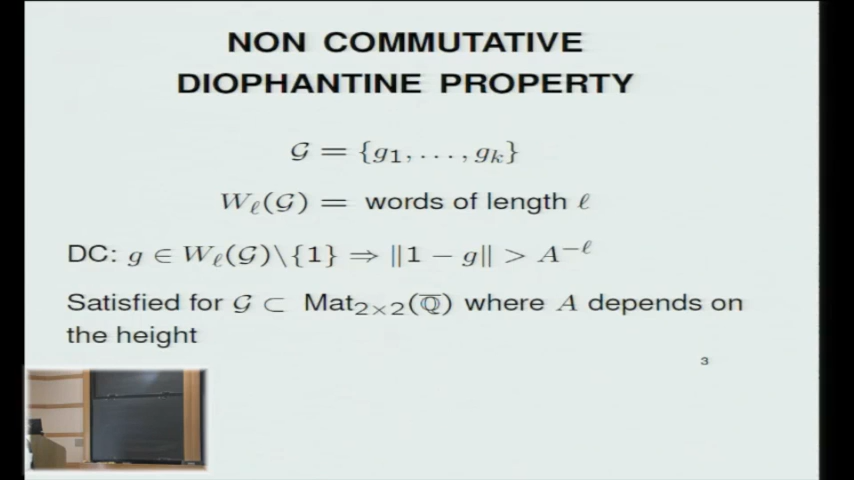 NON COMMUTATIVE
DIOPHANTINE PROPERTY
𝒢 = {g₁, . . . , gₖ}
W_ℓ(𝒢) = words of length ℓ
DC: g ∈ W_ℓ(𝒢)\{1} ⇒ ‖1 − g‖ > A^{−ℓ}
Satisfied for 𝒢 ⊂ Mat₂ₓ₂(ℚ̅) where A depends on
the height
3